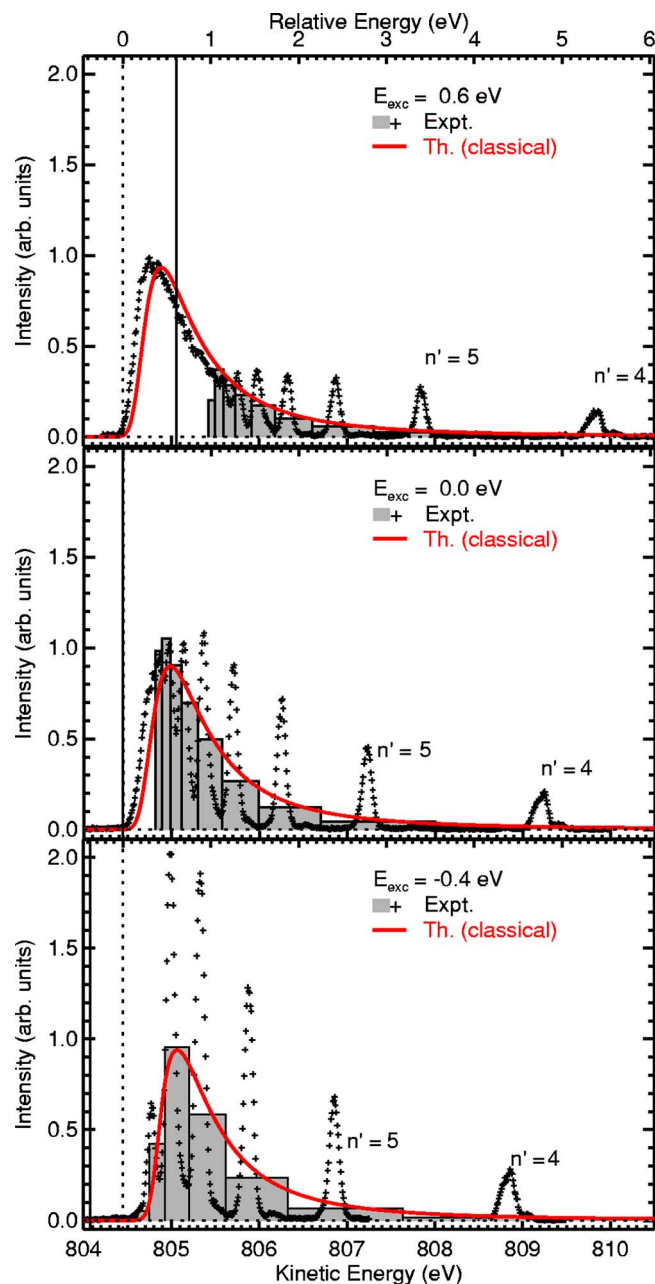 Relative Energy (eV)
0 1 2 3 4 5 6
2.0
1.5
1.0
0.5
0.0
Intensity (arb. units)
E_exc = 0.6 eV
+ Expt.
Th. (classical)
n' = 5
n' = 4
2.0
1.5
1.0
0.5
0.0
Intensity (arb. units)
E_exc = 0.0 eV
+ Expt.
Th. (classical)
n' = 5
n' = 4
2.0
1.5
1.0
0.5
0.0
Intensity (arb. units)
E_exc = -0.4 eV
+ Expt.
Th. (classical)
n' = 5
n' = 4
804 805 806 807 808 809 810
Kinetic Energy (eV)